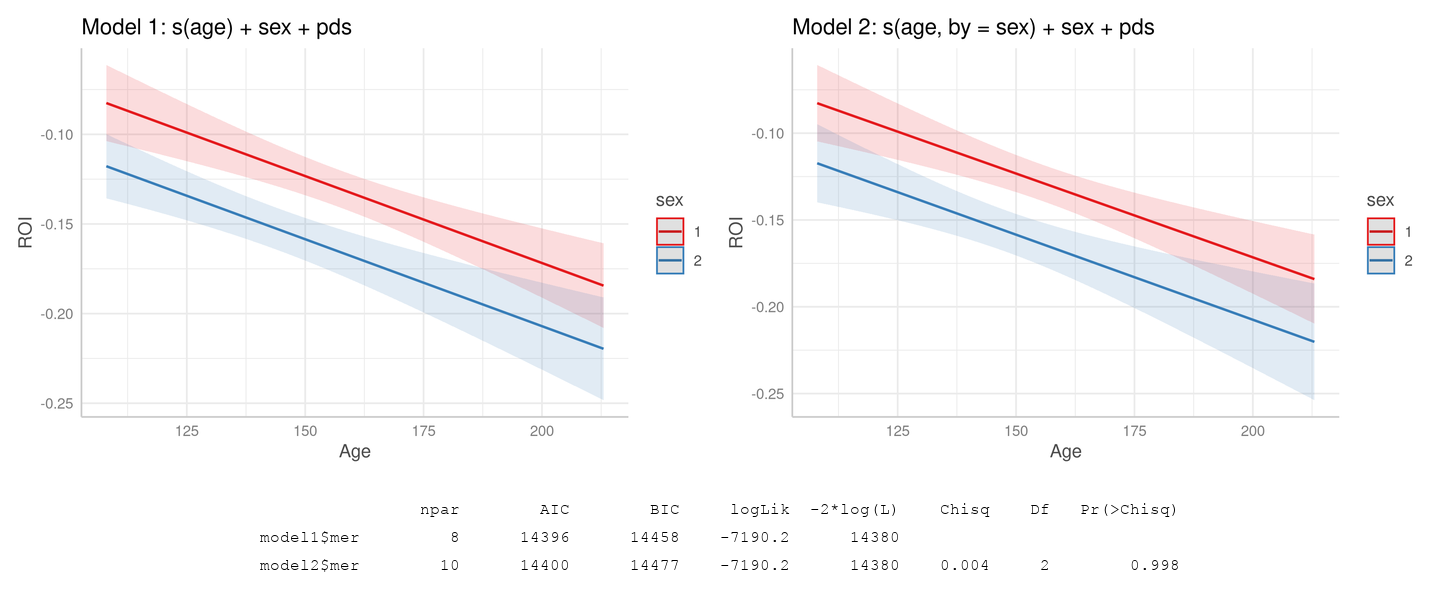 Model 1: s(age) + sex + pds
-0.10
-0.15
-0.20
-0.25
ROI
125 150 175 200
Age
sex
1
2
Model 2: s(age, by = sex) + sex + pds
-0.10
-0.15
-0.20
-0.25
ROI
125 150 175 200
Age
sex
1
2
npar AIC BIC logLik -2*log(L) Chisq Df Pr(>Chisq)
model1$mer 8 14396 14458 -7190.2 14380
model2$mer 10 14400 14477 -7190.2 14380 0.004 2 0.998